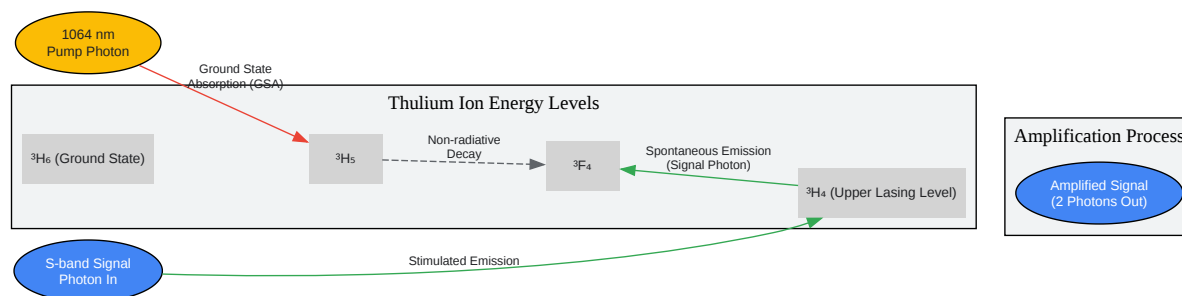 1064 nm
Pump Photon
Ground State
Absorption (GSA)
Thulium Ion Energy Levels
³H₆ (Ground State)
³H₅
Non-radiative
Decay
³F₄
Spontaneous Emission
(Signal Photon)
³H₄ (Upper Lasing Level)
Amplification Process
Amplified Signal
(2 Photons Out)
S-band Signal
Photon In
Stimulated Emission